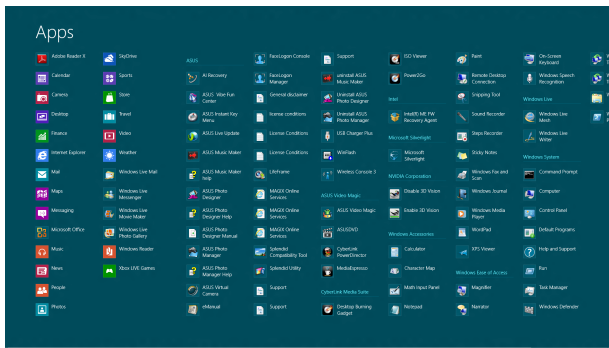 Apps
Adobe Reader X
Calendar
Camera
Desktop
Finance
Internet Explorer
Mail
Maps
Messaging
Microsoft Office
Music
News
People
Photos
SkyDrive
Sports
Store
Travel
Video
Weather
Windows Live Mail
Windows Live
Messenger
Windows Live
Movie Maker
Windows Live
Photo Gallery
Windows Reader
Xbox LIVE Games
ASUS
AI Recovery
ASUS Vibe Fun
Center
ASUS Instant Key
Menu
ASUS Live Update
ASUS Music Maker
ASUS Music Maker
help
ASUS Photo
Designer
ASUS Photo
Designer Help
ASUS Photo
Designer Manual
ASUS Photo
Manager
ASUS Photo
Manager Help
ASUS Virtual
Camera
eManual
FaceLogon Console
FaceLogon
Manager
General disclaimer
license conditions
License Conditions
License Conditions
LifeFrame
MAGIX Online
Services
MAGIX Online
Services
MAGIX Online
Services
Splendid
Compatibility Tool
Splendid Utility
Support
Support
Support
uninstall ASUS
Music Maker
Uninstall ASUS
Photo Designer
Uninstall ASUS
Photo Manager
USB Charger Plus
WinFlash
Wireless Console 3
ASUS Video Magic
ASUS Video Magic
ASUSDVD
CyberLink
PowerDirector
MediaEspresso
CyberLink Media Suite
Desktop Burning
Gadget
ISO Viewer
Power2Go
Intel
Intel(R) ME FW
Recovery Agent
Microsoft Silverlight
Microsoft
Silverlight
NVIDIA Corporation
Disable 3D Vision
Enable 3D Vision
Windows Accessories
Calculator
Character Map
Math Input Panel
Notepad
Paint
Remote Desktop
Connection
Snipping Tool
Sound Recorder
Steps Recorder
Sticky Notes
Windows Fax and
Scan
Windows Journal
Windows Media
Player
WordPad
XPS Viewer
Windows Ease of Access
Magnifier
Narrator
On-Screen
Keyboard
Windows Speech
Recognition
Windows Live
Windows Live
Mesh
Windows Live
Writer
Windows System
Command Prompt
Computer
Control Panel
Default Programs
Help and Support
Run
Task Manager
Windows Defender